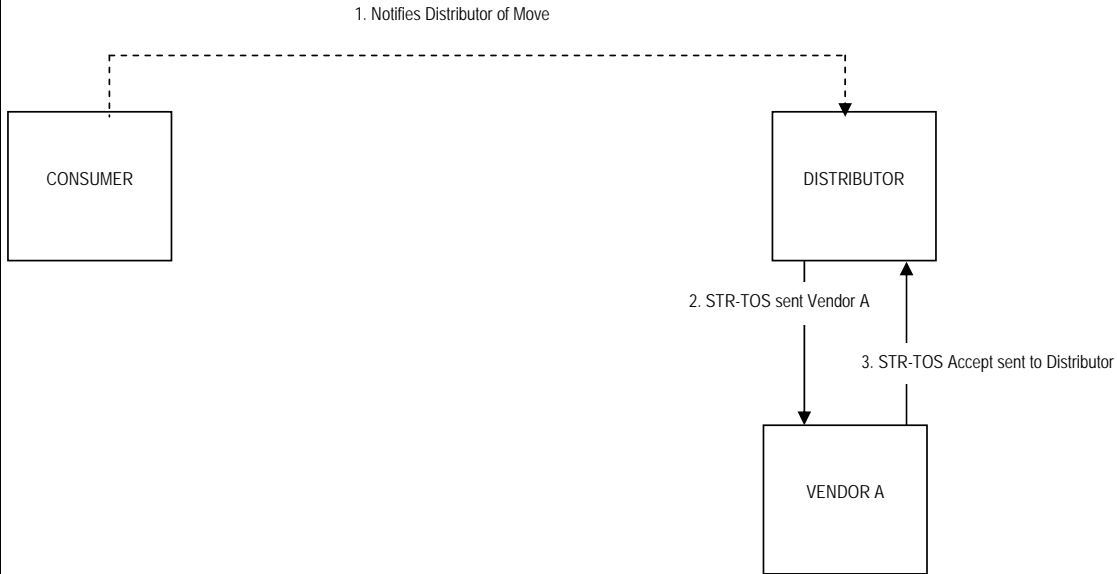 1. Notifies Distributor of Move
CONSUMER
DISTRIBUTOR
2. STR-TOS sent Vendor A
3. STR-TOS Accept sent to Distributor
VENDOR A